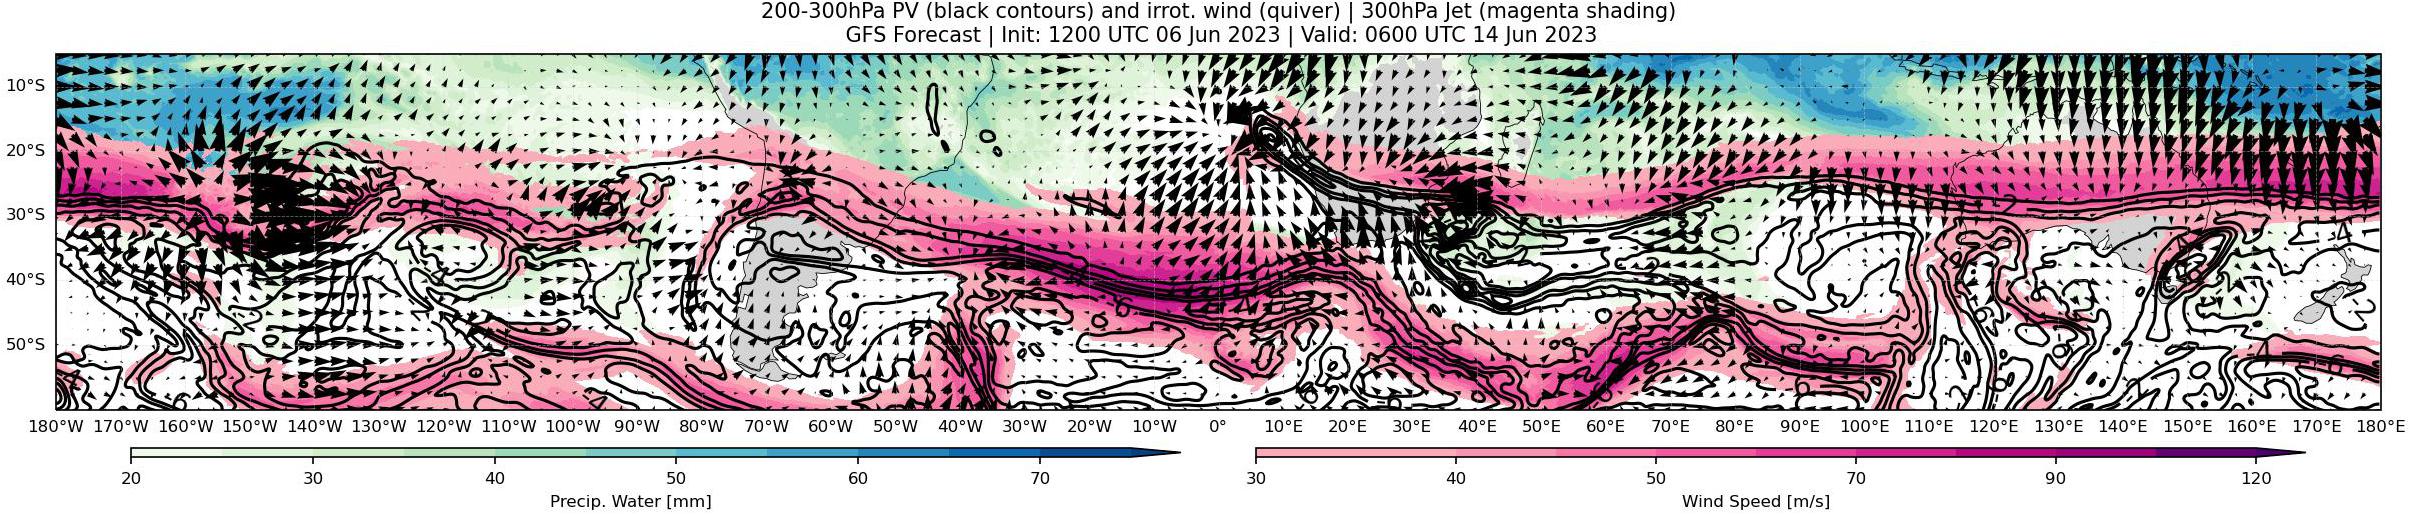 200-300hPa PV (black contours) and irrot. wind (quiver) | 300hPa Jet (magenta shading)
GFS Forecast | Init: 1200 UTC 06 Jun 2023 | Valid: 0600 UTC 14 Jun 2023
10°S
20°S
30°S
40°S
50°S
180°W 170°W 160°W 150°W 140°W 130°W 120°W 110°W 100°W 90°W 80°W 70°W 60°W 50°W 40°W 30°W 20°W 10°W 0° 10°E 20°E 30°E 40°E 50°E 60°E 70°E 80°E 90°E 100°E 110°E 120°E 130°E 140°E 150°E 160°E 170°E 180°E
20 30 40 50 60 70
Precip. Water [mm]
30 40 50 70 90 120
Wind Speed [m/s]